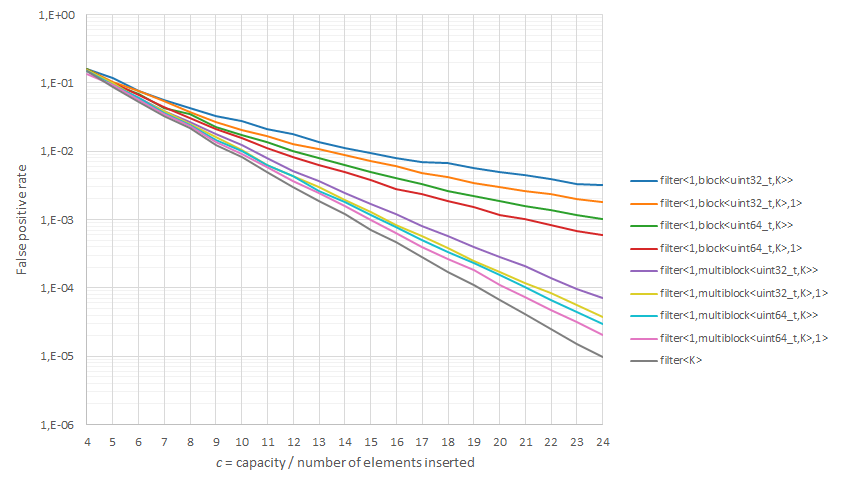 1,E+00
1,E-01
1,E-02
1,E-03
1,E-04
1,E-05
1,E-06
False positive rate
4 5 6 7 8 9 10 11 12 13 14 15 16 17 18 19 20 21 22 23 24
c = capacity / number of elements inserted
filter<1,block<uint32_t,K>>
filter<1,block<uint32_t,K>,1>
filter<1,block<uint64_t,K>>
filter<1,block<uint64_t,K>,1>
filter<1,multiblock<uint32_t,K>>
filter<1,multiblock<uint32_t,K>,1>
filter<1,multiblock<uint64_t,K>>
filter<1,multiblock<uint64_t,K>,1>
filter<K>